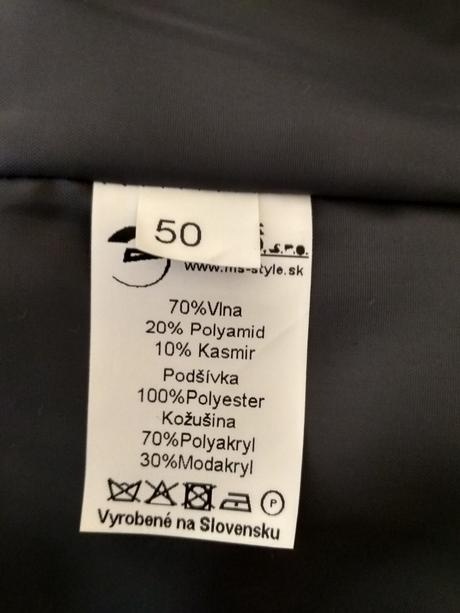 50
s.r.o.
www.ms-style.sk
70%Vlna
20% Polyamid
10% Kasmir
Podšívka
100%Polyester
Kožušina
70%Polyakryl
30%Modakryl
P
Vyrobené na Slovensku